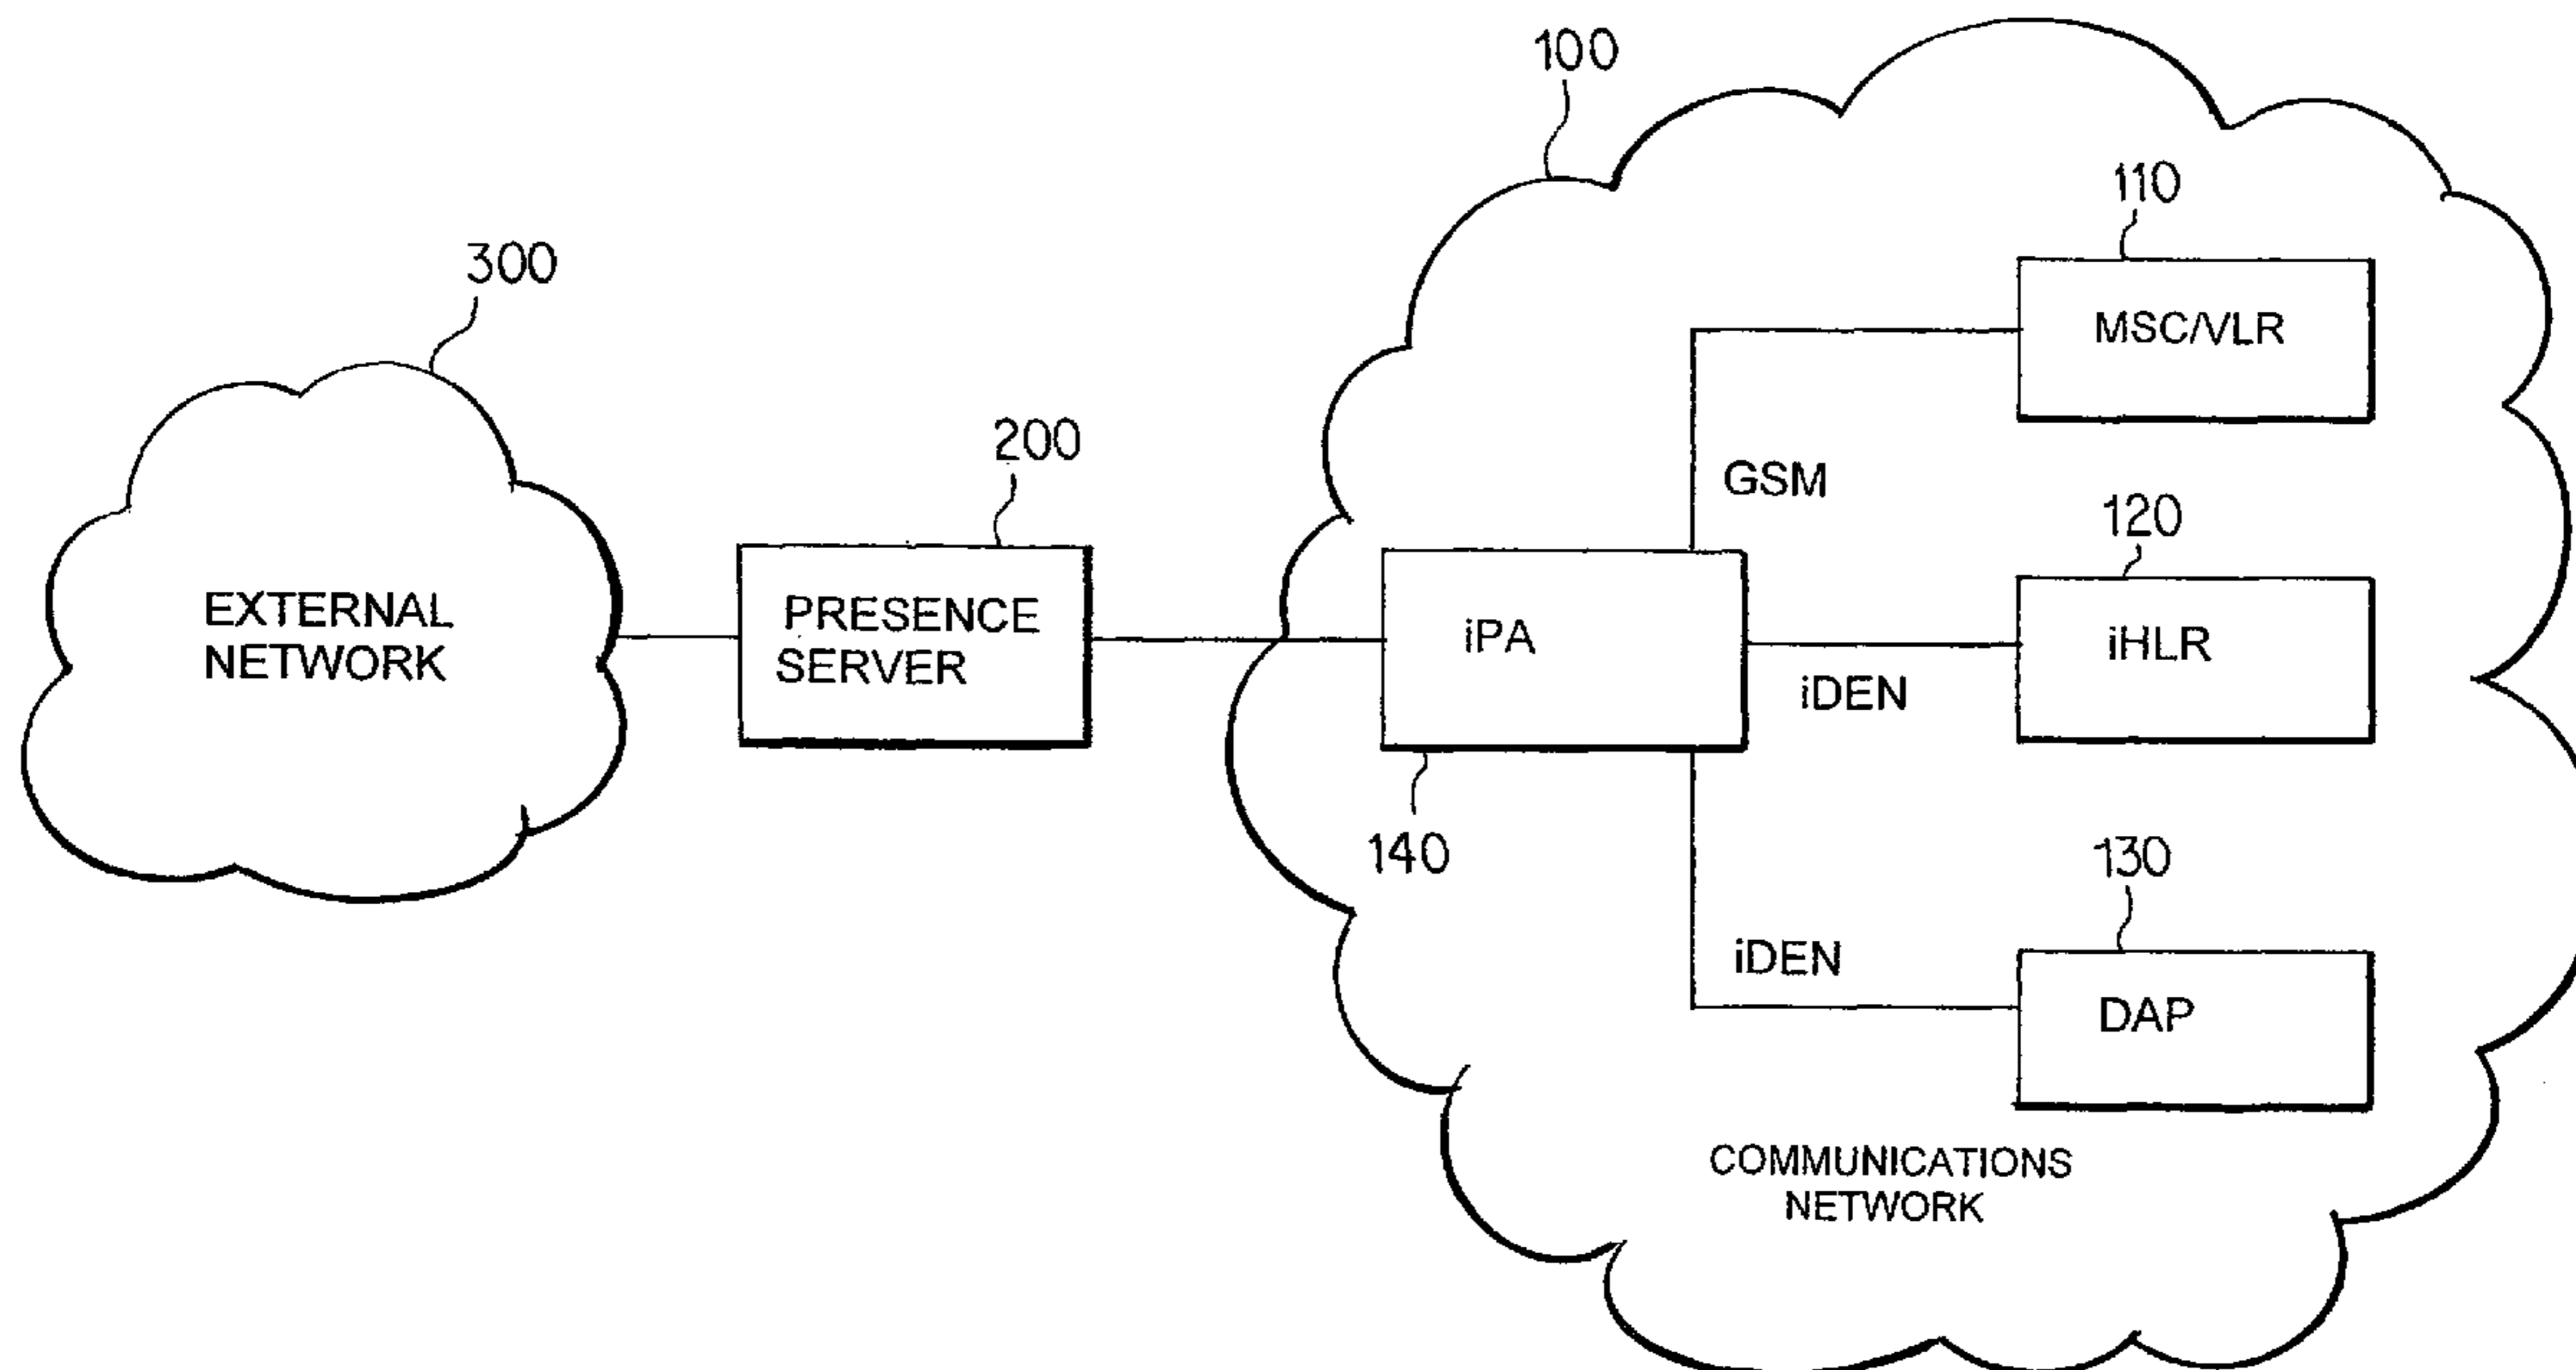 100
110
MSC/VLR
300
GSM
200
120
EXTERNAL
NETWORK
PRESENCE
SERVER
iPA
iHLR
iDEN
140
130
iDEN
DAP
COMMUNICATIONS
NETWORK